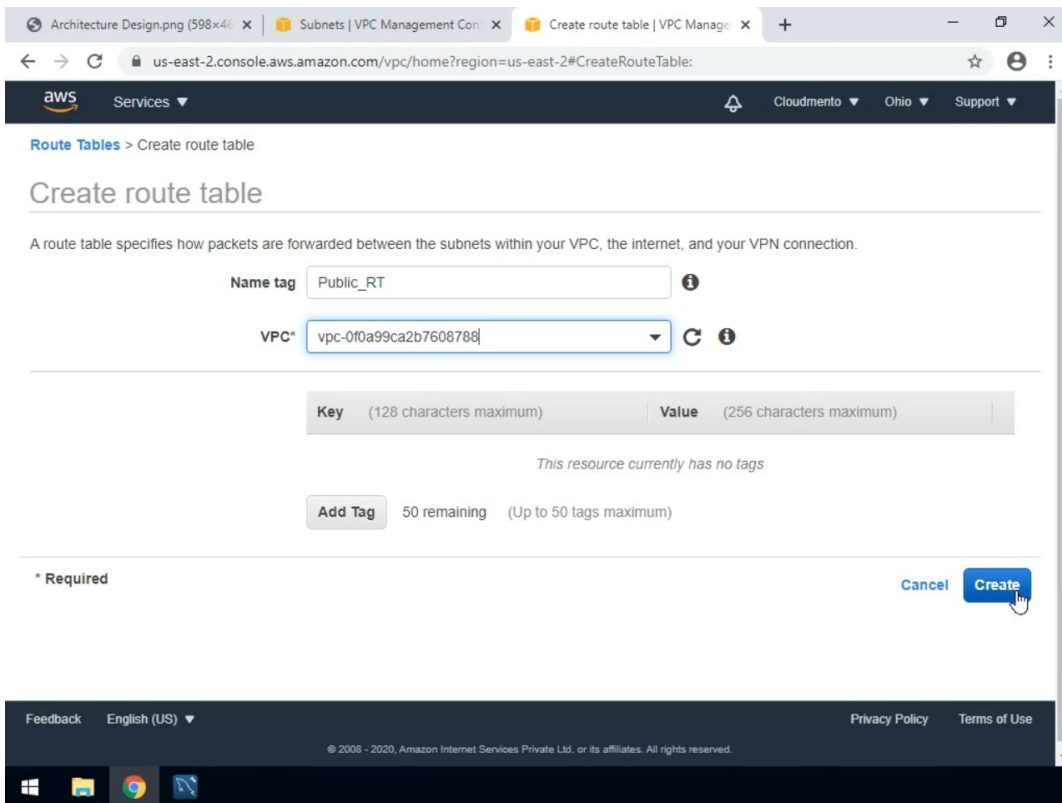 Architecture Design.png (598×46
Subnets | VPC Management Con
Create route table | VPC Manage
us-east-2.console.aws.amazon.com/vpc/home?region=us-east-2#CreateRouteTable:
aws Services Cloudmento Ohio Support
Route Tables > Create route table
Create route table
A route table specifies how packets are forwarded between the subnets within your VPC, the internet, and your VPN connection.
Name tag Public_RT
VPC* vpc-0f0a99ca2b7608788
Key (128 characters maximum) Value (256 characters maximum)
This resource currently has no tags
Add Tag 50 remaining (Up to 50 tags maximum)
* Required Cancel Create
Feedback English (US) Privacy Policy Terms of Use
© 2008 - 2020, Amazon Internet Services Private Ltd. or its affiliates. All rights reserved.